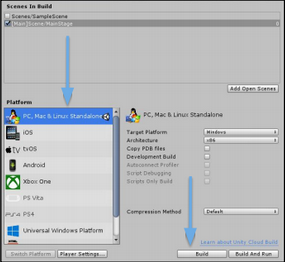 Scenes In Build
Scenes/SampleScene
Main Scene/MainStage 0
Add Open Scenes
Platform
PC, Mac & Linux Standalone
iOS
tvOS
Android
Xbox One
PS Vita
PS4
Universal Windows Platform
PC, Mac & Linux Standalone
Target Platform Windows
Architecture x86
Copy PDB files
Development Build
Autoconnect Profiler
Script Debugging
Scripts Only Build
Compression Method Default
Learn about Unity Cloud Build
Switch Platform
Player Settings...
Build
Build And Run